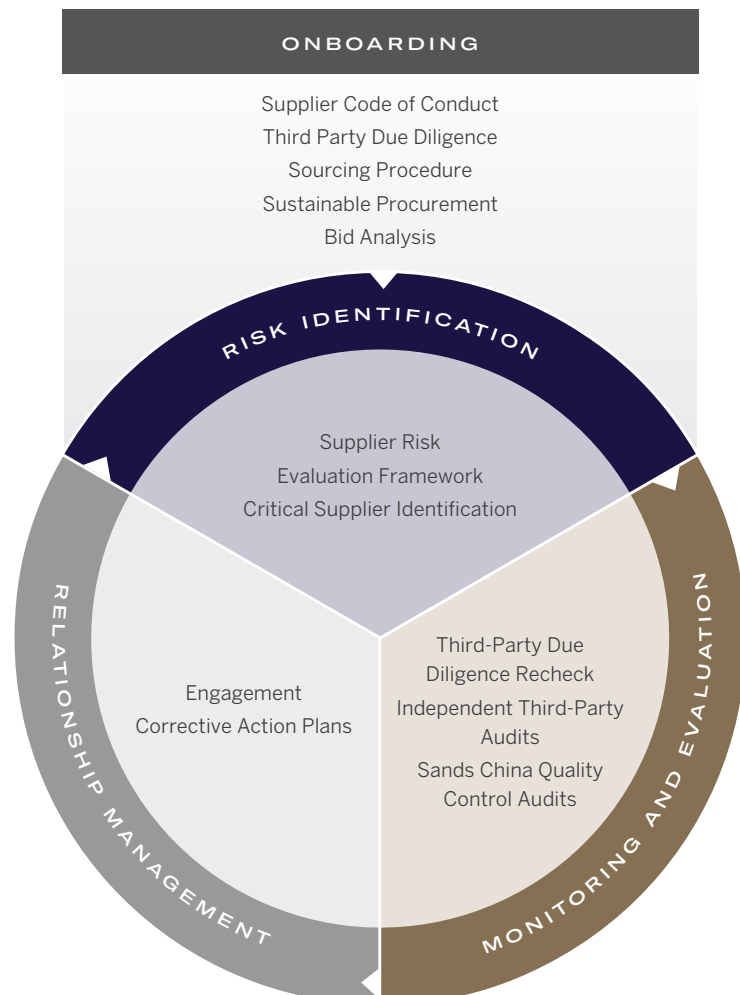 ONBOARDING
Supplier Code of Conduct
Third Party Due Diligence
Sourcing Procedure
Sustainable Procurement
Bid Analysis
RISK IDENTIFICATION
Supplier Risk
Evaluation Framework
Critical Supplier Identification
MONITORING AND EVALUATION
Third-Party Due
Diligence Recheck
Independent Third-Party
Audits
Sands China Quality
Control Audits
RELATIONSHIP MANAGEMENT
Engagement
Corrective Action Plans